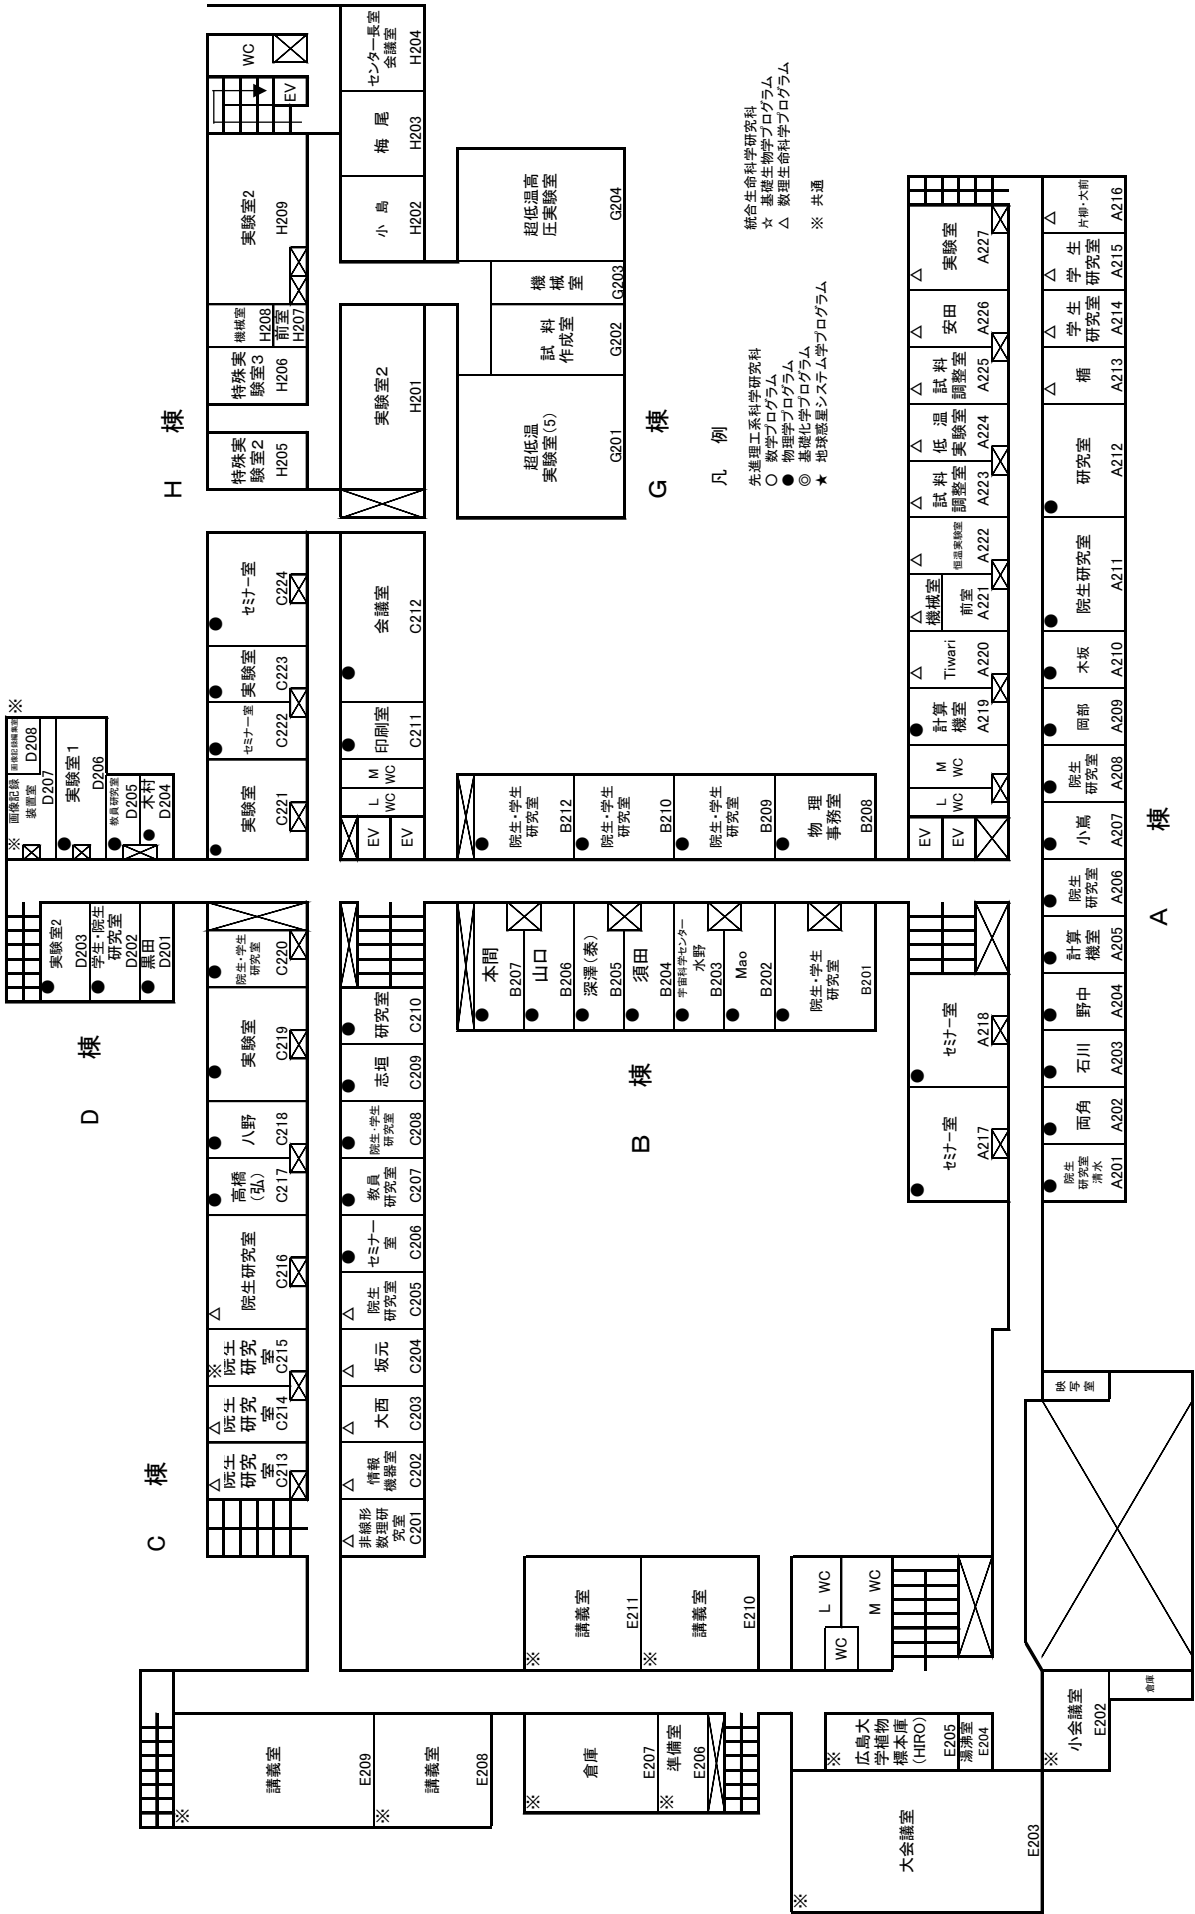 D 棟
※
画像記録
装置室
D207
画像記録編集室
D208
※
実験室1
D206
●
教員研究室
D205
●
木村
D204
●
実験室2
D203
●
学生・院生
研究室
D202
●
黒田
D201
●
H 棟
WC
EV
実験室2
H209
機械室
H208
前室
H207
特殊実
験室3
H206
特殊実
験室2
H205
センター長室
会議室
H204
梅 尾
H203
小 島
H202
実験室2
H201
G 棟
超低温高
圧実験室
G204
機 械
室
G203
試 料
作成室
G202
超低温
実験室(5)
G201
凡 例
先進理工系科学研究科
○ 数学プログラム
● 物理学プログラム
◎ 基礎化学プログラム
★ 地球惑星システム学プログラム
統合生命科学研究科
☆ 基礎生物学プログラム
△ 数理生命科学プログラム
※ 共通
C 棟
△
院生
研究
室
C213
△
院生
研究
室
C214
※
院生
研究
室
C215
△
院生研究室
C216
●
高橋
(弘)
C217
●
八野
C218
●
実験室
C219
●
院生・学生
研究室
C220
●
実験室
C221
●
セミナー室
C222
●
実験室
C223
●
セミナー室
C224
△
非線形
数理研
究室
C201
△
情報
機器室
C202
△
大西
C203
△
坂元
C204
△
院生
研究室
C205
●
セミナー
室
C206
●
教員
研究室
C207
●
院生・学生
研究室
C208
●
志垣
C209
●
研究室
C210
EV
EV
L
WC
M
WC
●
印刷室
C211
●
会議室
C212
B 棟
●
本間
B207
●
山口
B206
●
深澤(泰)
B205
●
須田
B204
●
宇宙科学センター
水野
B203
●
Mao
B202
●
院生・学生
研究室
B201
●
院生・学生
研究室
B212
●
院生・学生
研究室
B210
●
院生・学生
研究室
B209
●
物 理
事務室
B208
A 棟
●
セミナー室
A217
●
セミナー室
A218
EV
EV
L
WC
M
WC
●
計算
機室
A219
△
Tiwari
A220
△
機械室
前室
A221
△
恒温実験室
A222
△
試 料
調整室
A223
△
低 温
実験室
A224
△
試 料
調整室
A225
△
安田
A226
△
実験室
A227
●
院生
研究室
清水
A201
●
両角
A202
●
石川
A203
●
野中
A204
●
計算
機室
A205
●
院生
研究室
A206
●
小嶌
A207
●
院生
研究室
A208
●
岡部
A209
●
木坂
A210
●
院生研究室
A211
●
研究室
A212
△
楯
A213
△
学 生
研究室
A214
△
学 生
研究室
A215
△
片柳・大前
A216
※
講義室
E209
※
講義室
E208
※
倉庫
E207
※
準備室
E206
※
講義室
E211
※
講義室
E210
L WC
M WC
WC
※
広島大
学植物
標本庫
(HIRO)
E205
湯沸室
E204
※
大会議室
E203
※
小会議室
E202
倉庫
映写
室